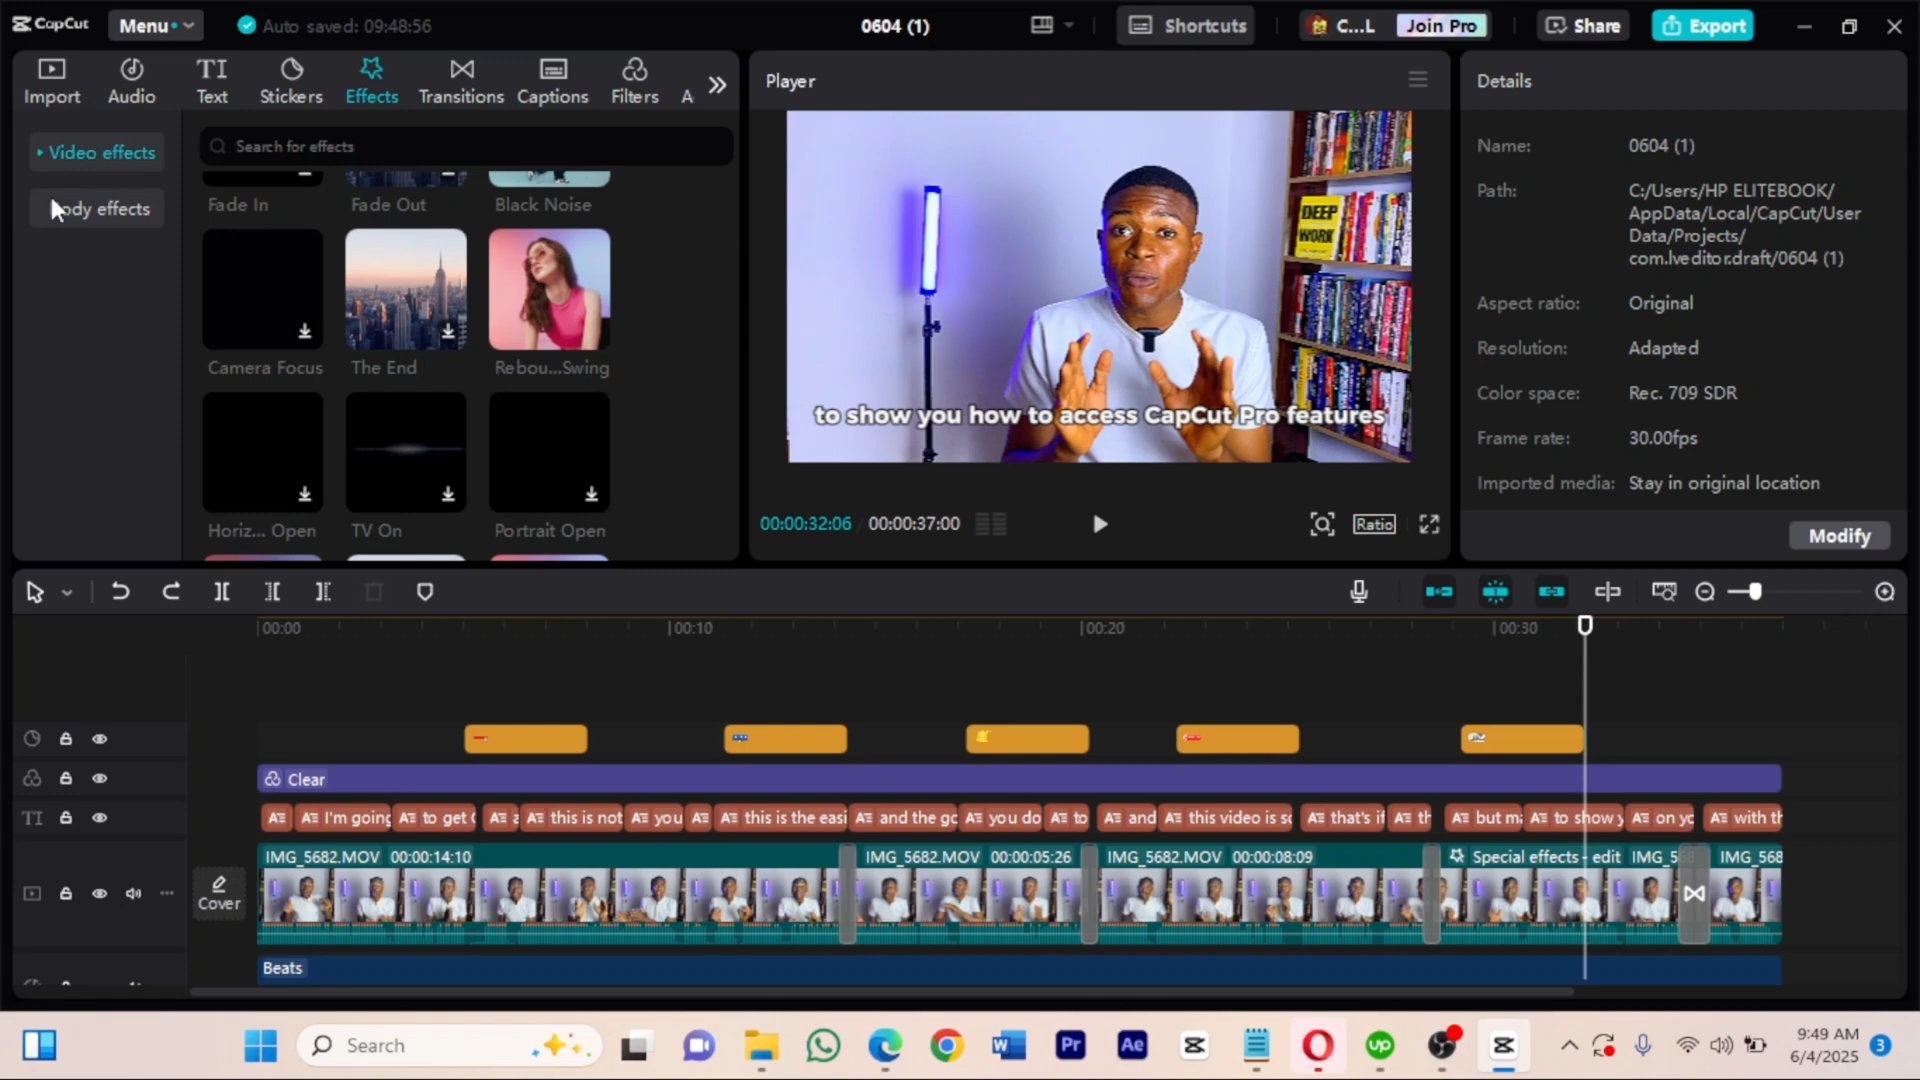 CapCut
Menu
Auto saved: 09:48:56
0604 (1)
Shortcuts
C...L
Join Pro
Share
Export
Import
Audio
Text
Stickers
Effects
Transitions
Captions
Filters
A
Video effects
ody effects
Search for effects
Fade In
Fade Out
Black Noise
Camera Focus
The End
Rebou...Swing
Horiz... Open
TV On
Portrait Open
Player
DEEP
WORK
to show you how to access CapCut Pro features
00:00:32:06
00:00:37:00
Ratio
Details
Name:
0604 (1)
Path:
C:/Users/HP ELITEBOOK/
AppData/Local/CapCut/User
Data/Projects/
com.lveditor.draft/0604 (1)
Aspect ratio:
Original
Resolution:
Adapted
Color space:
Rec. 709 SDR
Frame rate:
30.00fps
Imported media:
Stay in original location
Modify
00:00
00:10
00:20
00:30
Clear
TI
I'm going
to get
this is not
you
this is the easi
and the go
you do
to
and
this video is so
that's if
th
but m
to show y
on yo
with th
Cover
IMG_5682.MOV 00:00:14:10
IMG_5682.MOV 00:00:05:26
IMG_5682.MOV 00:00:08:09
Special effects - edit
IMG_5
IMG_568
Beats
Search
W
Pr
Ae
up
9:49 AM
6/4/2025
3